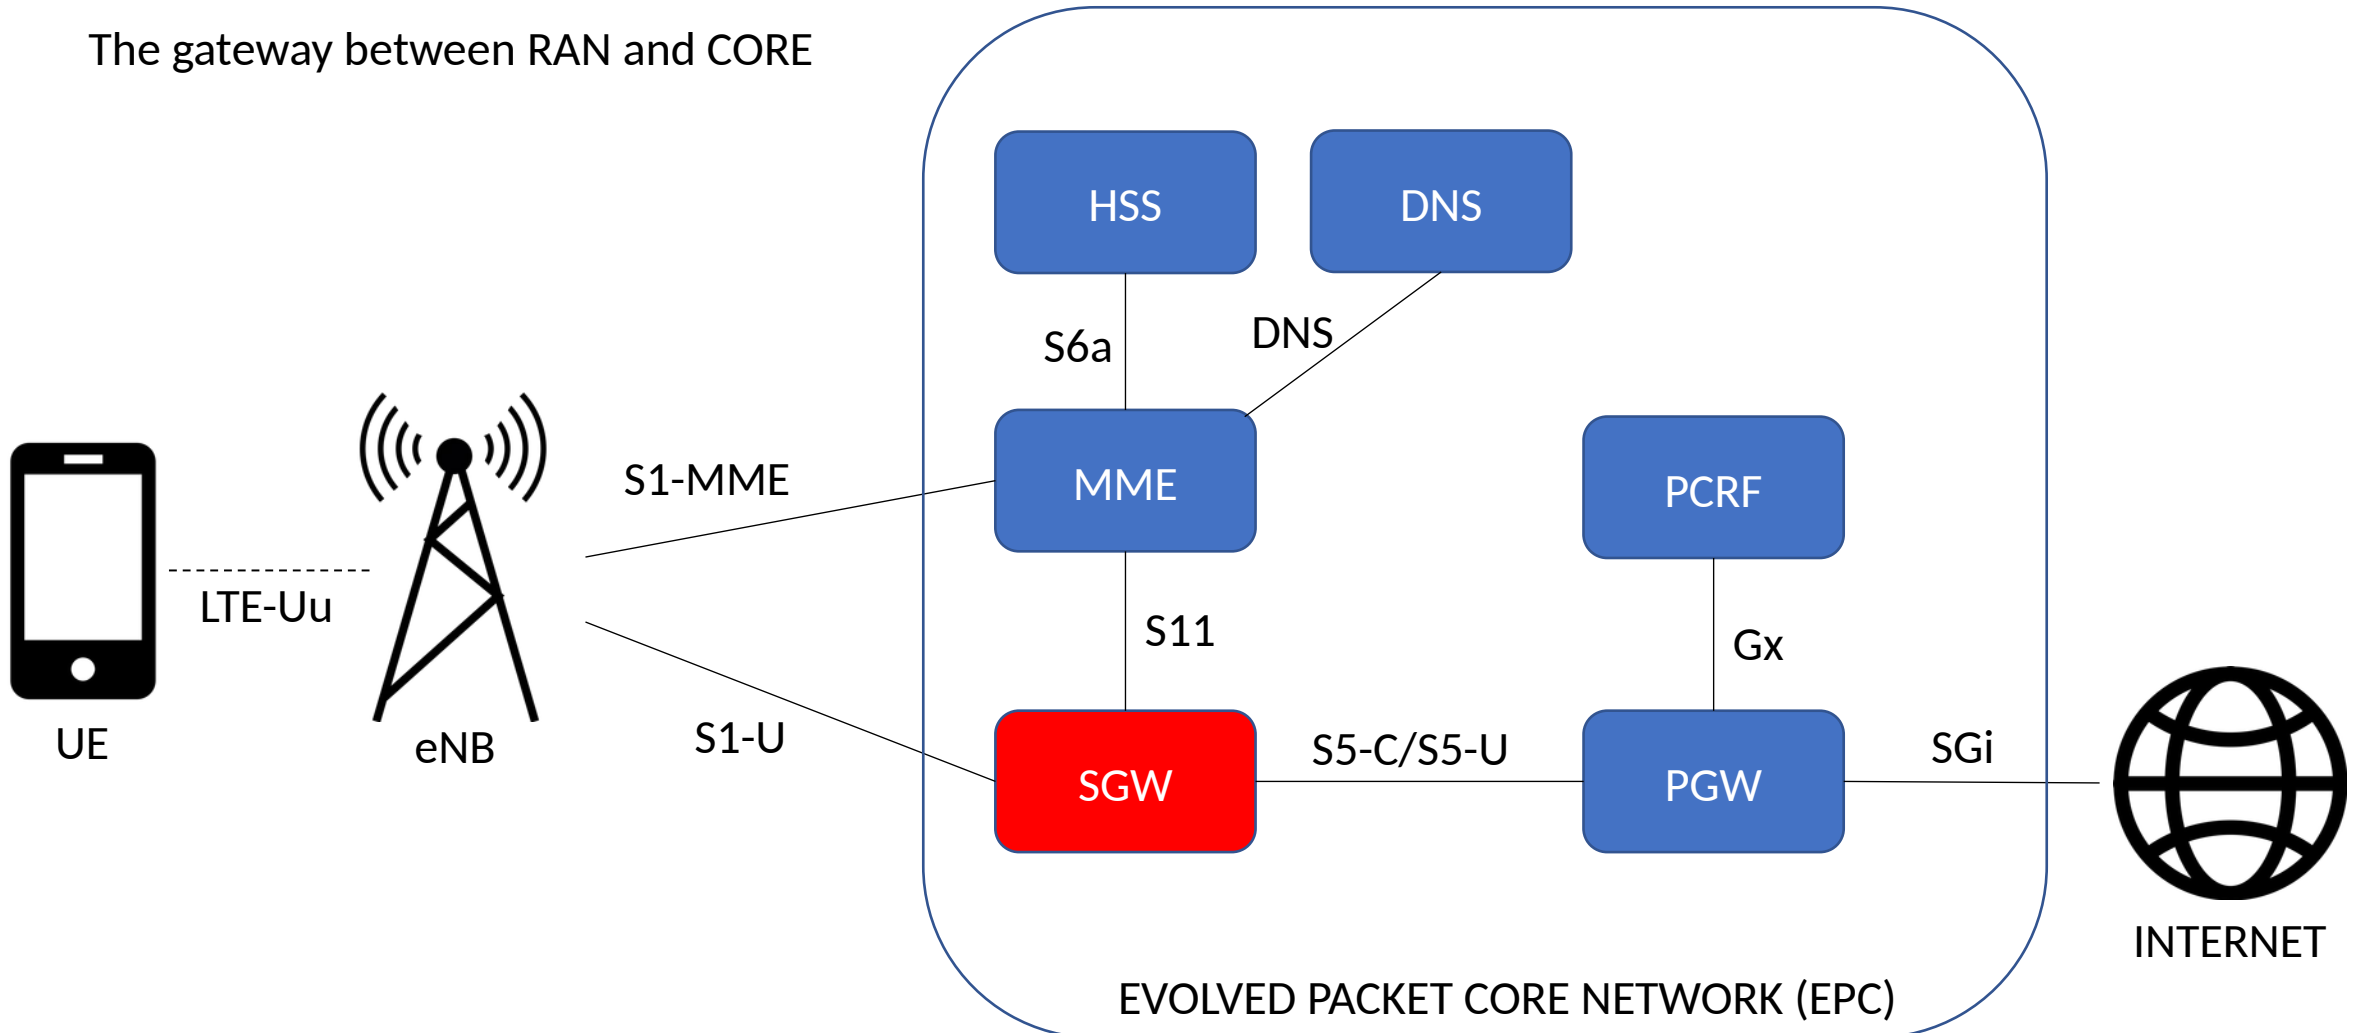 The gateway between RAN and CORE
HSS
DNS
S6a
DNS
S1-MME
MME
PCRF
LTE-Uu
S11
Gx
UE
eNB
S1-U
SGW
S5-C/S5-U
PGW
SGi
INTERNET
EVOLVED PACKET CORE NETWORK (EPC)